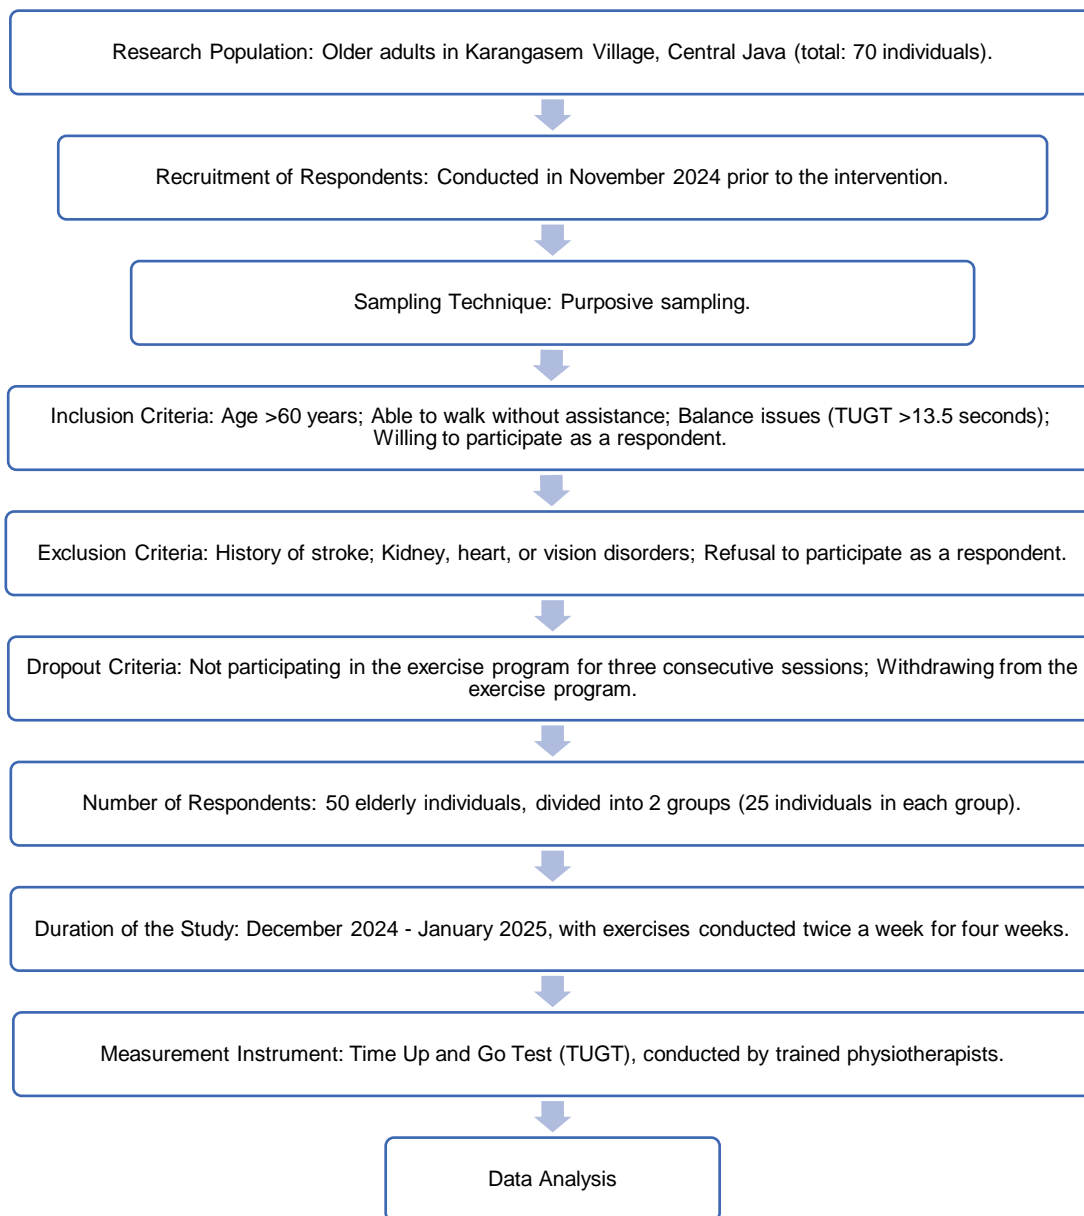 Research Population: Older adults in Karangasem Village, Central Java (total: 70 individuals).
Recruitment of Respondents: Conducted in November 2024 prior to the intervention.
Sampling Technique: Purposive sampling.
Inclusion Criteria: Age >60 years; Able to walk without assistance; Balance issues (TUGT >13.5 seconds);
Willing to participate as a respondent.
Exclusion Criteria: History of stroke; Kidney, heart, or vision disorders; Refusal to participate as a respondent.
Dropout Criteria: Not participating in the exercise program for three consecutive sessions; Withdrawing from the
exercise program.
Number of Respondents: 50 elderly individuals, divided into 2 groups (25 individuals in each group).
Duration of the Study: December 2024 - January 2025, with exercises conducted twice a week for four weeks.
Measurement Instrument: Time Up and Go Test (TUGT), conducted by trained physiotherapists.
Data Analysis